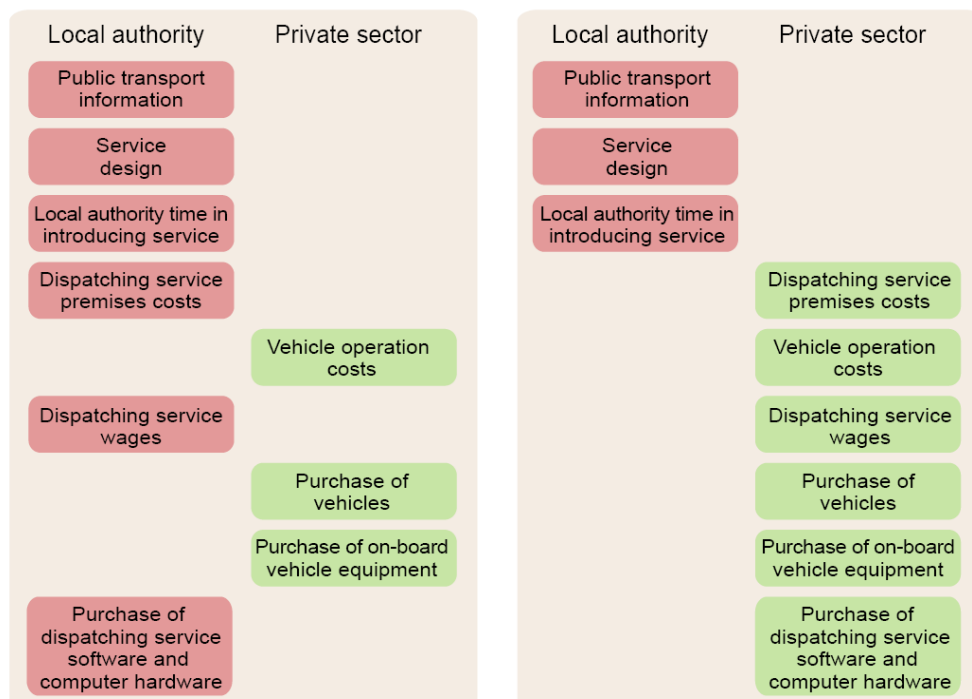 Local authority
Private sector
Public transport
information
Service
design
Local authority time in
introducing service
Dispatching service
premises costs
Vehicle operation
costs
Dispatching service
wages
Purchase of
vehicles
Purchase of on-board
vehicle equipment
Purchase of
dispatching service
software and
computer hardware
Local authority
Private sector
Public transport
information
Service
design
Local authority time in
introducing service
Dispatching service
premises costs
Vehicle operation
costs
Dispatching service
wages
Purchase of
vehicles
Purchase of on-board
vehicle equipment
Purchase of
dispatching service
software and
computer hardware